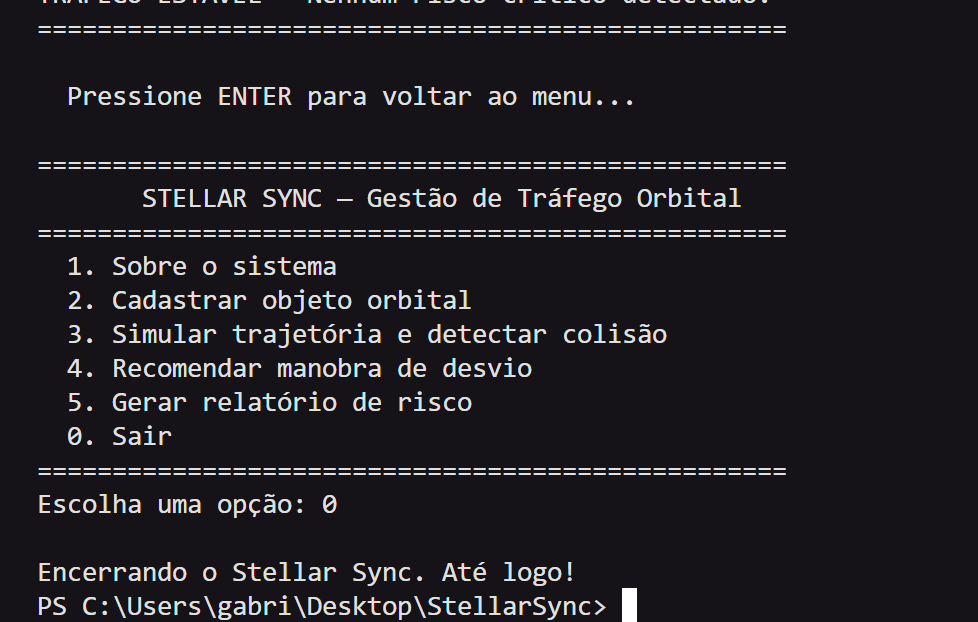 TRÁFEGO ESTÁVEL — Nenhum risco crítico detectado.
==================================================
Pressione ENTER para voltar ao menu...
==================================================
STELLAR SYNC — Gestão de Tráfego Orbital
==================================================
1. Sobre o sistema
2. Cadastrar objeto orbital
3. Simular trajetória e detectar colisão
4. Recomendar manobra de desvio
5. Gerar relatório de risco
0. Sair
==================================================
Escolha uma opção: 0
Encerrando o Stellar Sync. Até logo!
PS C:\Users\gabri\Desktop\StellarSync>